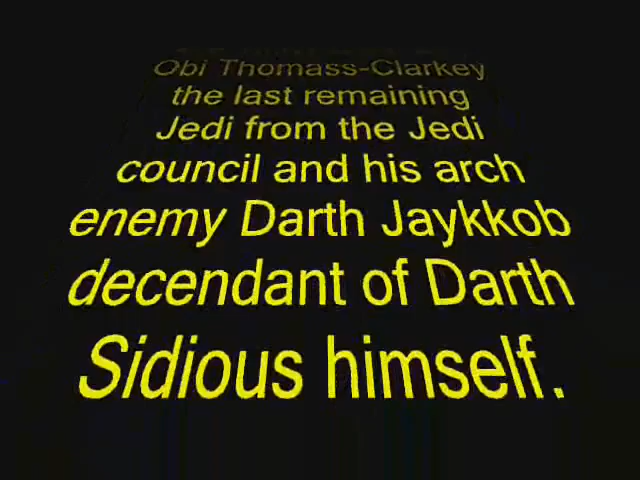 Obi Thomass-Clarkey
the last remaining
Jedi from the Jedi
council and his arch
enemy Darth Jaykkob
decendant of Darth
Sidious himself.